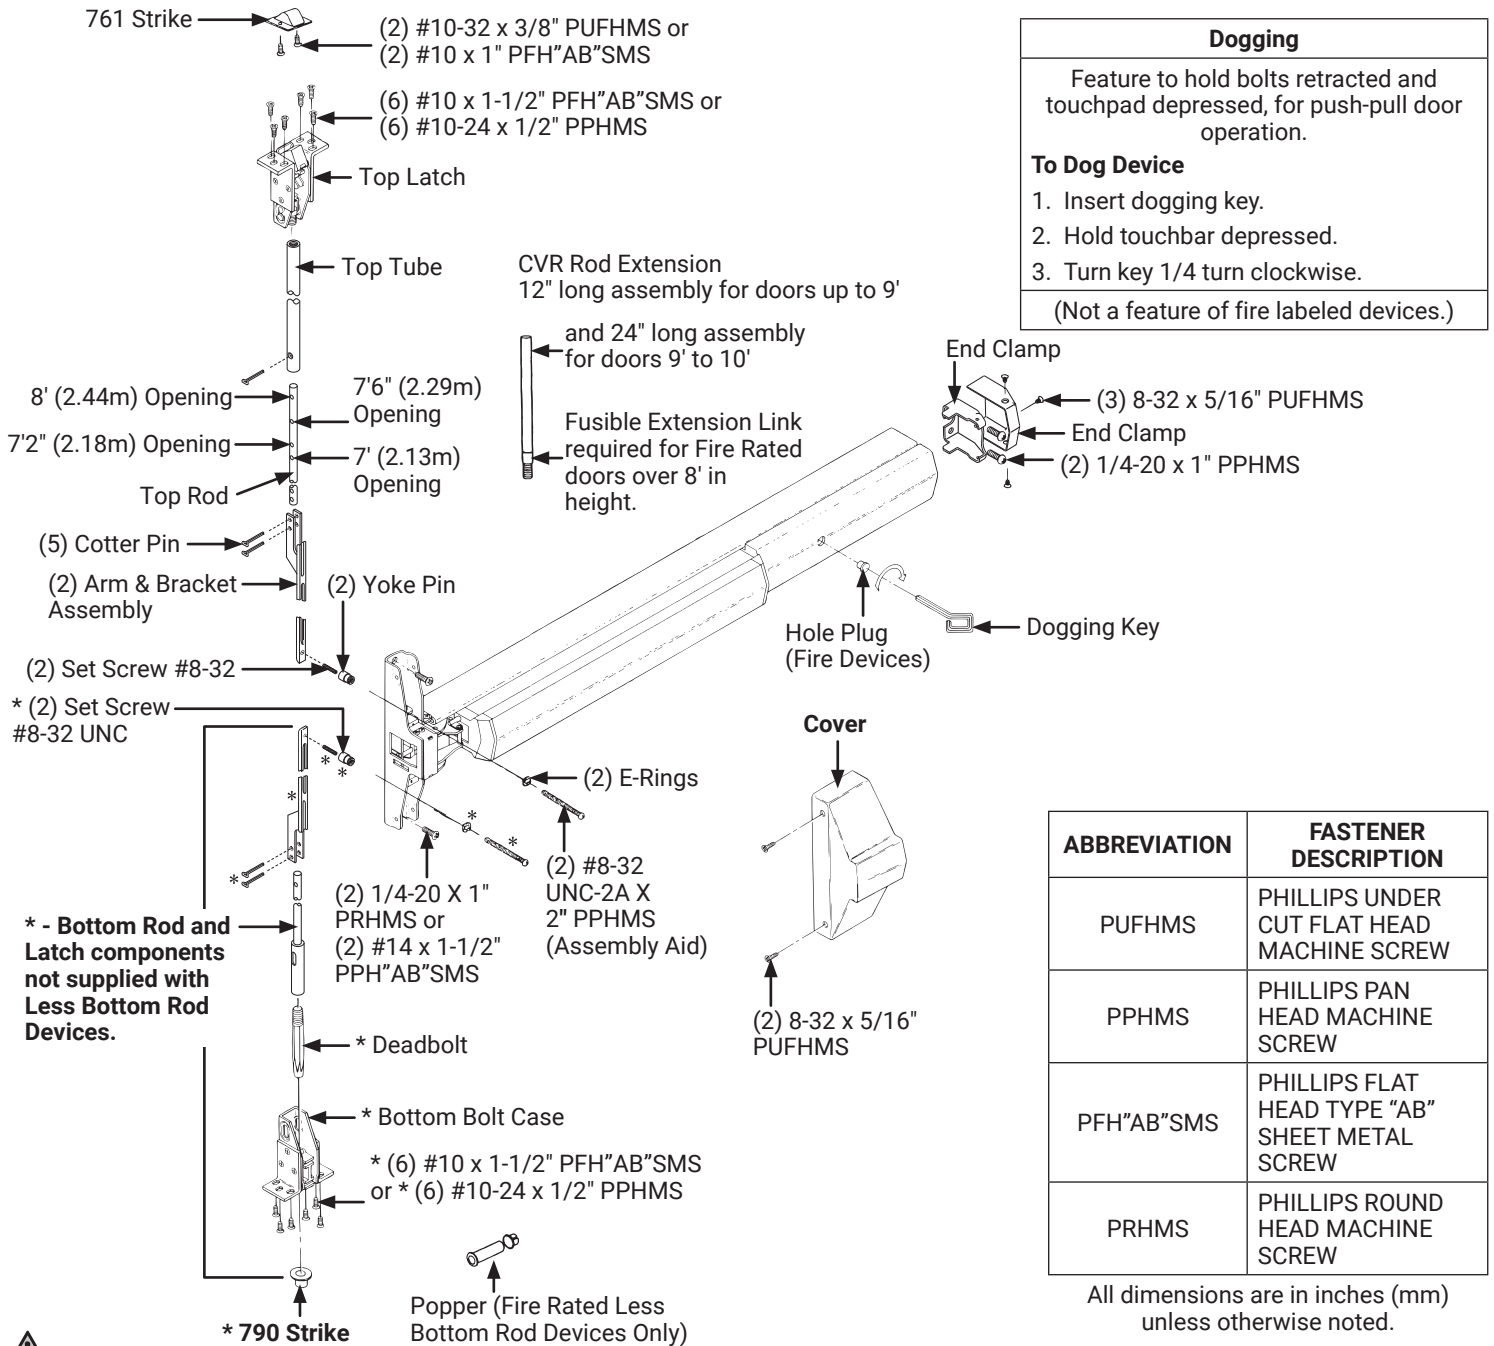 761 Strike
(2) #10-32 x 3/8" PUFHMS or
(2) #10 x 1" PFH"AB"SMS
(6) #10 x 1-1/2" PFH”AB"SMS or
(6) #10-24 x 1/2" PPHMS
Top Latch
Top Tube
CVR Rod Extension
12" long assembly for doors up to 9'
and 24" long assembly
for doors 9' to 10'
Fusible Extension Link
required for Fire Rated
doors over 8' in
height.
8' (2.44m) Opening
7'6" (2.29m)
Opening
7'2" (2.18m) Opening
7' (2.13m)
Opening
Top Rod
(5) Cotter Pin
(2) Arm & Bracket
Assembly
(2) Yoke Pin
(2) Set Screw #8-32
* (2) Set Screw
#8-32 UNC
*
*
*
*
*
*
* - Bottom Rod and
Latch components
not supplied with
Less Bottom Rod
Devices.
(2) E-Rings
(2) 1/4-20 X 1"
PRHMS or
(2) #14 x 1-1/2"
PPH”AB"SMS
(2) #8-32
UNC-2A X
2" PPHMS
(Assembly Aid)
* Deadbolt
* Bottom Bolt Case
* (6) #10 x 1-1/2" PFH”AB"SMS
or * (6) #10-24 x 1/2" PPHMS
* 790 Strike
Popper (Fire Rated Less
Bottom Rod Devices Only)
Dogging
Feature to hold bolts retracted and
touchpad depressed, for push-pull door
operation.
To Dog Device
1. Insert dogging key.
2. Hold touchbar depressed.
3. Turn key 1/4 turn clockwise.
(Not a feature of fire labeled devices.)
End Clamp
(3) 8-32 x 5/16" PUFHMS
End Clamp
(2) 1/4-20 x 1" PPHMS
Hole Plug
(Fire Devices)
Dogging Key
Cover
(2) 8-32 x 5/16"
PUFHMS
ABBREVIATION
FASTENER
DESCRIPTION
PUFHMS
PHILLIPS UNDER
CUT FLAT HEAD
MACHINE SCREW
PPHMS
PHILLIPS PAN
HEAD MACHINE
SCREW
PFH"AB"SMS
PHILLIPS FLAT
HEAD TYPE “AB”
SHEET METAL
SCREW
PRHMS
PHILLIPS ROUND
HEAD MACHINE
SCREW
All dimensions are in inches (mm)
unless otherwise noted.